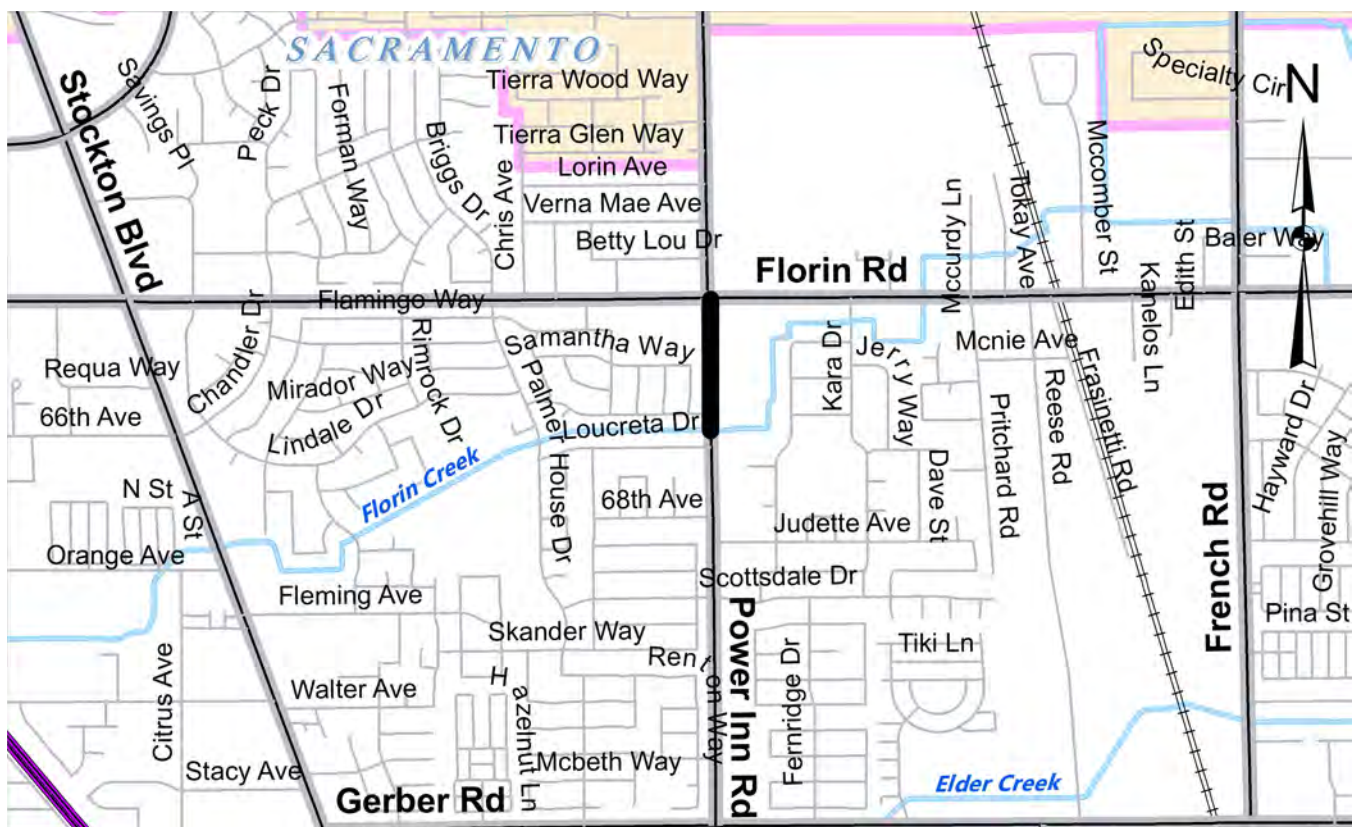 SACRAMENTO
Stockton Blvd
Savings Pl
Peck Dr
Forman Way
Briggs Dr
Tierra Wood Way
Tierra Glen Way
Lorin Ave
Chris Ave
Verna Mae Ave
Betty Lou Dr
Specialty Cir
N
Mccomber St
Mccurdy Ln
Tokay Ave
Edith St
Kanelos Ln
Baler Way
Florin Rd
Flamingo Way
Chandler Dr
Requa Way
66th Ave
Mirador Way
Lindale Dr
Rimrock Dr
Samantha Way
Palmer House Dr
Loucreta Dr
Florin Creek
Kara Dr
Jerry Way
Mcnie Ave
Reese Rd
Frasinetti Rd
Pritchard Rd
Dave St
Hayward Dr
Grovehill Way
French Rd
N St
A St
Orange Ave
68th Ave
Judette Ave
Scottsdale Dr
Fleming Ave
Skander Way
Power Inn Rd
Renton Way
Tiki Ln
Pina St
Citrus Ave
Walter Ave
Hazelnut Ln
Fernridge Dr
Mcbeth Way
Stacy Ave
Gerber Rd
Elder Creek